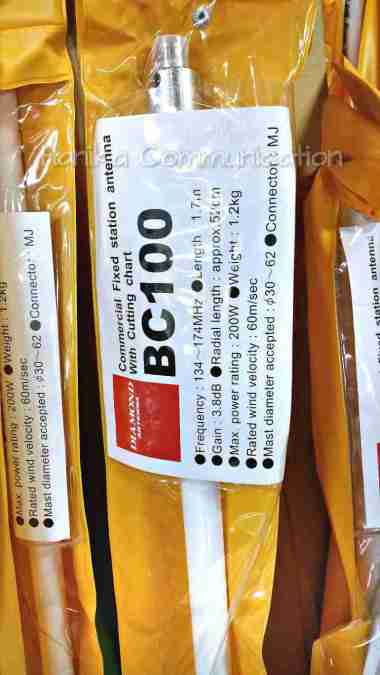 Hanika Communication
Commercial Fixed station antenna
With Cutting chart
BC100
DIAMOND
ANTENNA
●Frequency : 134~174MHz ●Length : 1.7m
●Gain : 3.8dB ●Radial length : approx.52cm
●Max. power rating : 200W ●Weight : 1.2kg
●Rated wind velocity : 60m/sec
●Mast diameter accepted : ϕ30~62 ●Connector : MJ
●Max. power rating : 200W ●Weight : 1.2kg
●Rated wind velocity : 60m/sec
●Mast diameter accepted : ϕ30~62 ●Connector : MJ
station antenna